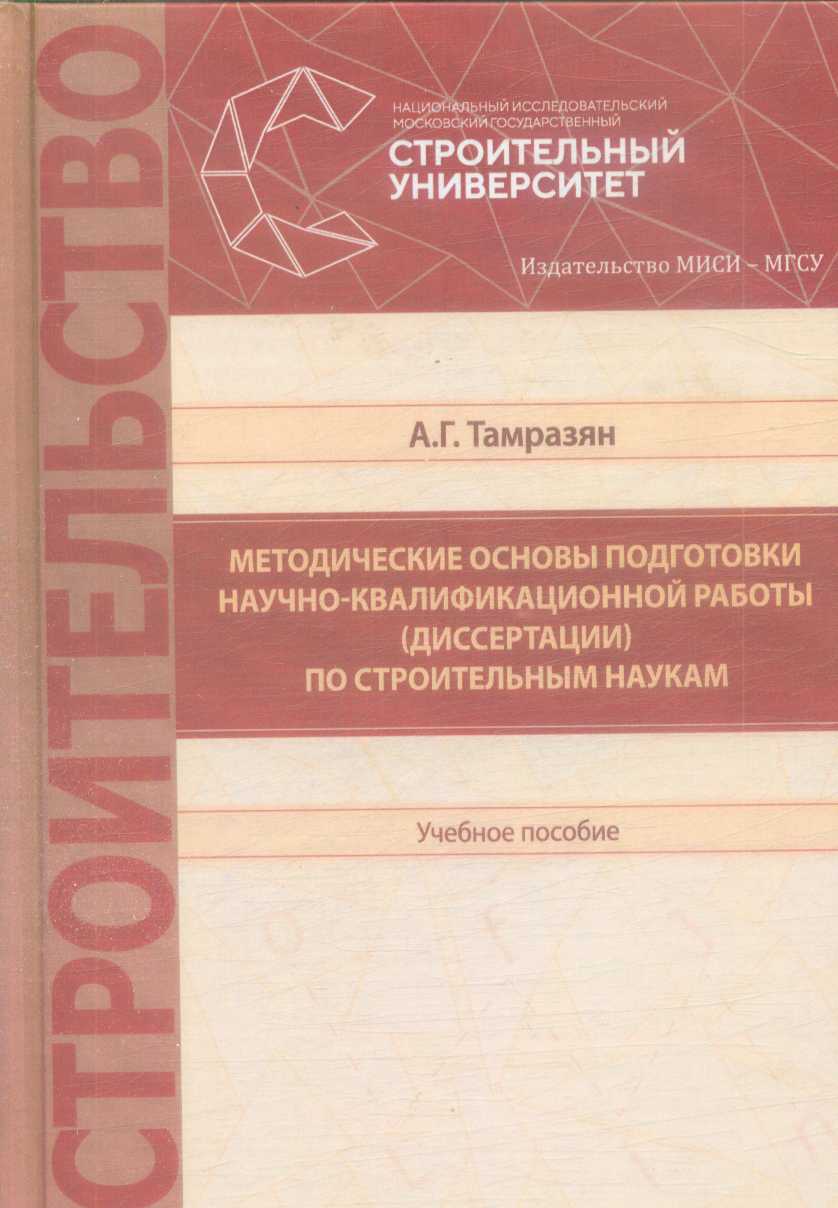 СТРОИТЕЛЬСТВО
НАЦИОНАЛЬНЫЙ ИССЛЕДОВАТЕЛЬСКИЙ
МОСКОВСКИЙ ГОСУДАРСТВЕННЫЙ
СТРОИТЕЛЬНЫЙ
УНИВЕРСИТЕТ
Издательство МИСИ – МГСУ
А.Г. Тамразян
МЕТОДИЧЕСКИЕ ОСНОВЫ ПОДГОТОВКИ
НАУЧНО-КВАЛИФИКАЦИОННОЙ РАБОТЫ
(ДИССЕРТАЦИИ)
ПО СТРОИТЕЛЬНЫМ НАУКАМ
Учебное пособие